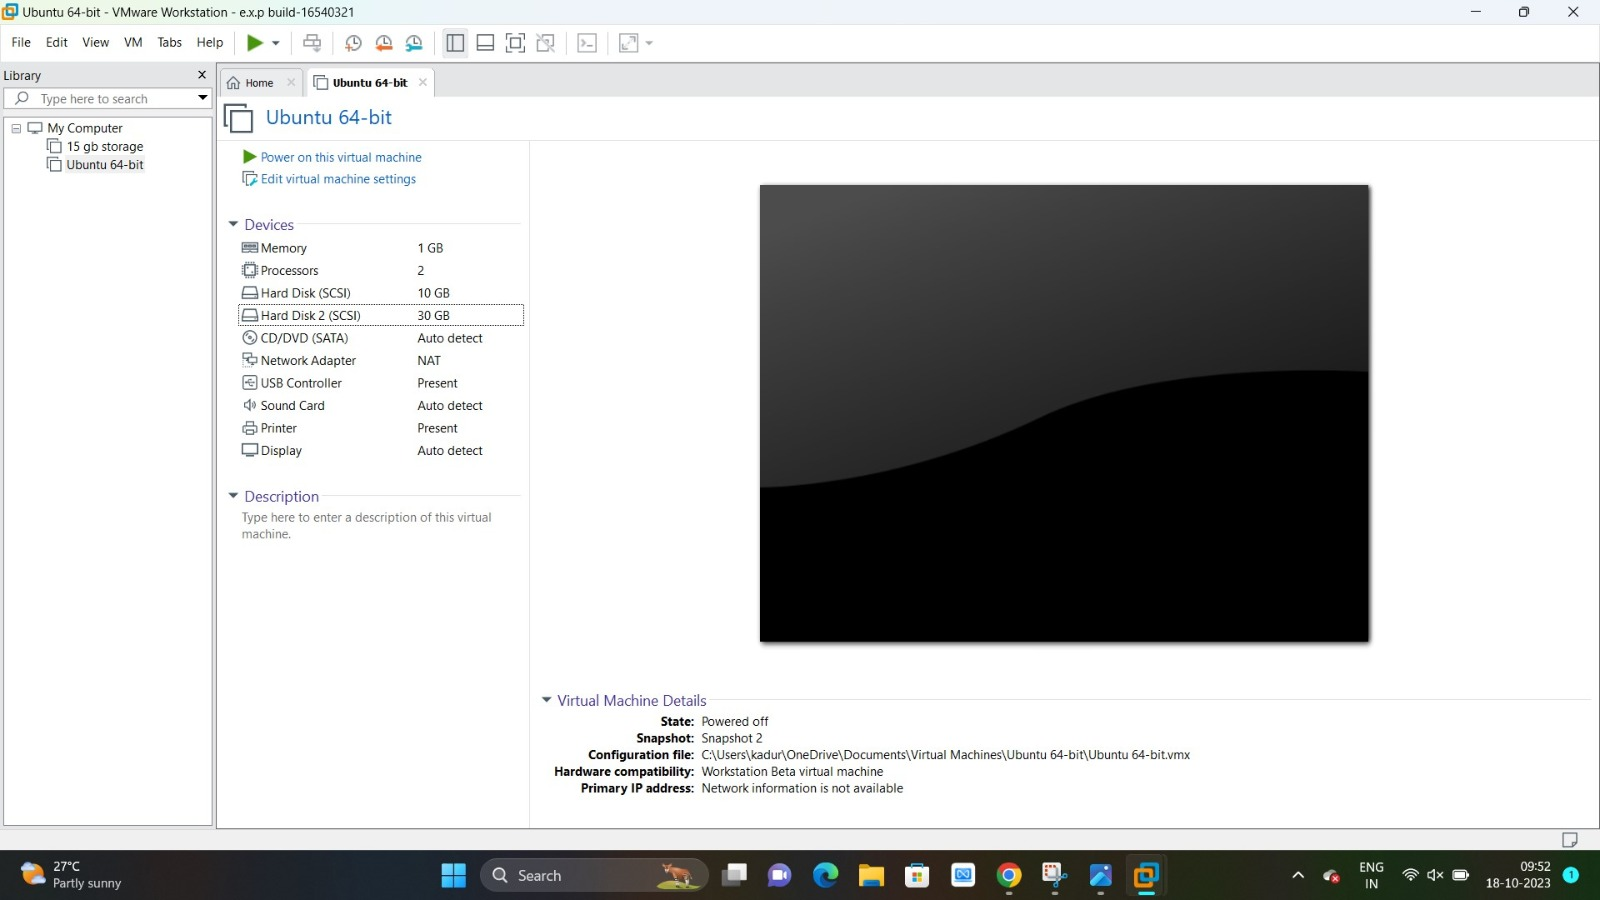 Ubuntu 64-bit - VMware Workstation - e.x.p build-16540321
File Edit View VM Tabs Help
Library
Type here to search
My Computer
15 gb storage
Ubuntu 64-bit
Home
Ubuntu 64-bit
Ubuntu 64-bit
Power on this virtual machine
Edit virtual machine settings
Devices
Memory 1 GB
Processors 2
Hard Disk (SCSI) 10 GB
Hard Disk 2 (SCSI) 30 GB
CD/DVD (SATA) Auto detect
Network Adapter NAT
USB Controller Present
Sound Card Auto detect
Printer Present
Display Auto detect
Description
Type here to enter a description of this virtual
machine.
Virtual Machine Details
State: Powered off
Snapshot: Snapshot 2
Configuration file: C:\Users\kadur\OneDrive\Documents\Virtual Machines\Ubuntu 64-bit\Ubuntu 64-bit.vmx
Hardware compatibility: Workstation Beta virtual machine
Primary IP address: Network information is not available
27°C
Partly sunny
Search
ENG
IN
09:52
18-10-2023
1